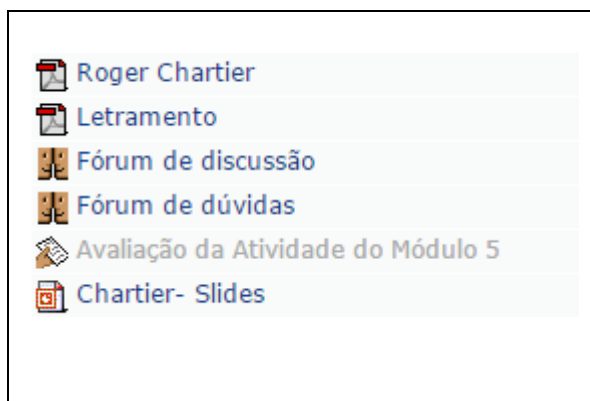 Roger Chartier
Letramento
Fórum de discussão
Fórum de dúvidas
Avaliação da Atividade do Módulo 5
Chartier- Slides